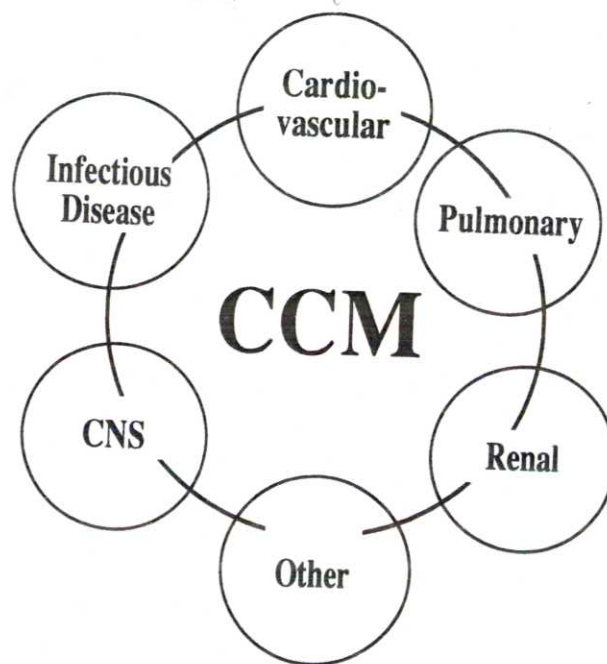 Cardio-
vascular
Infectious
Disease
Pulmonary
CCM
CNS
Renal
Other